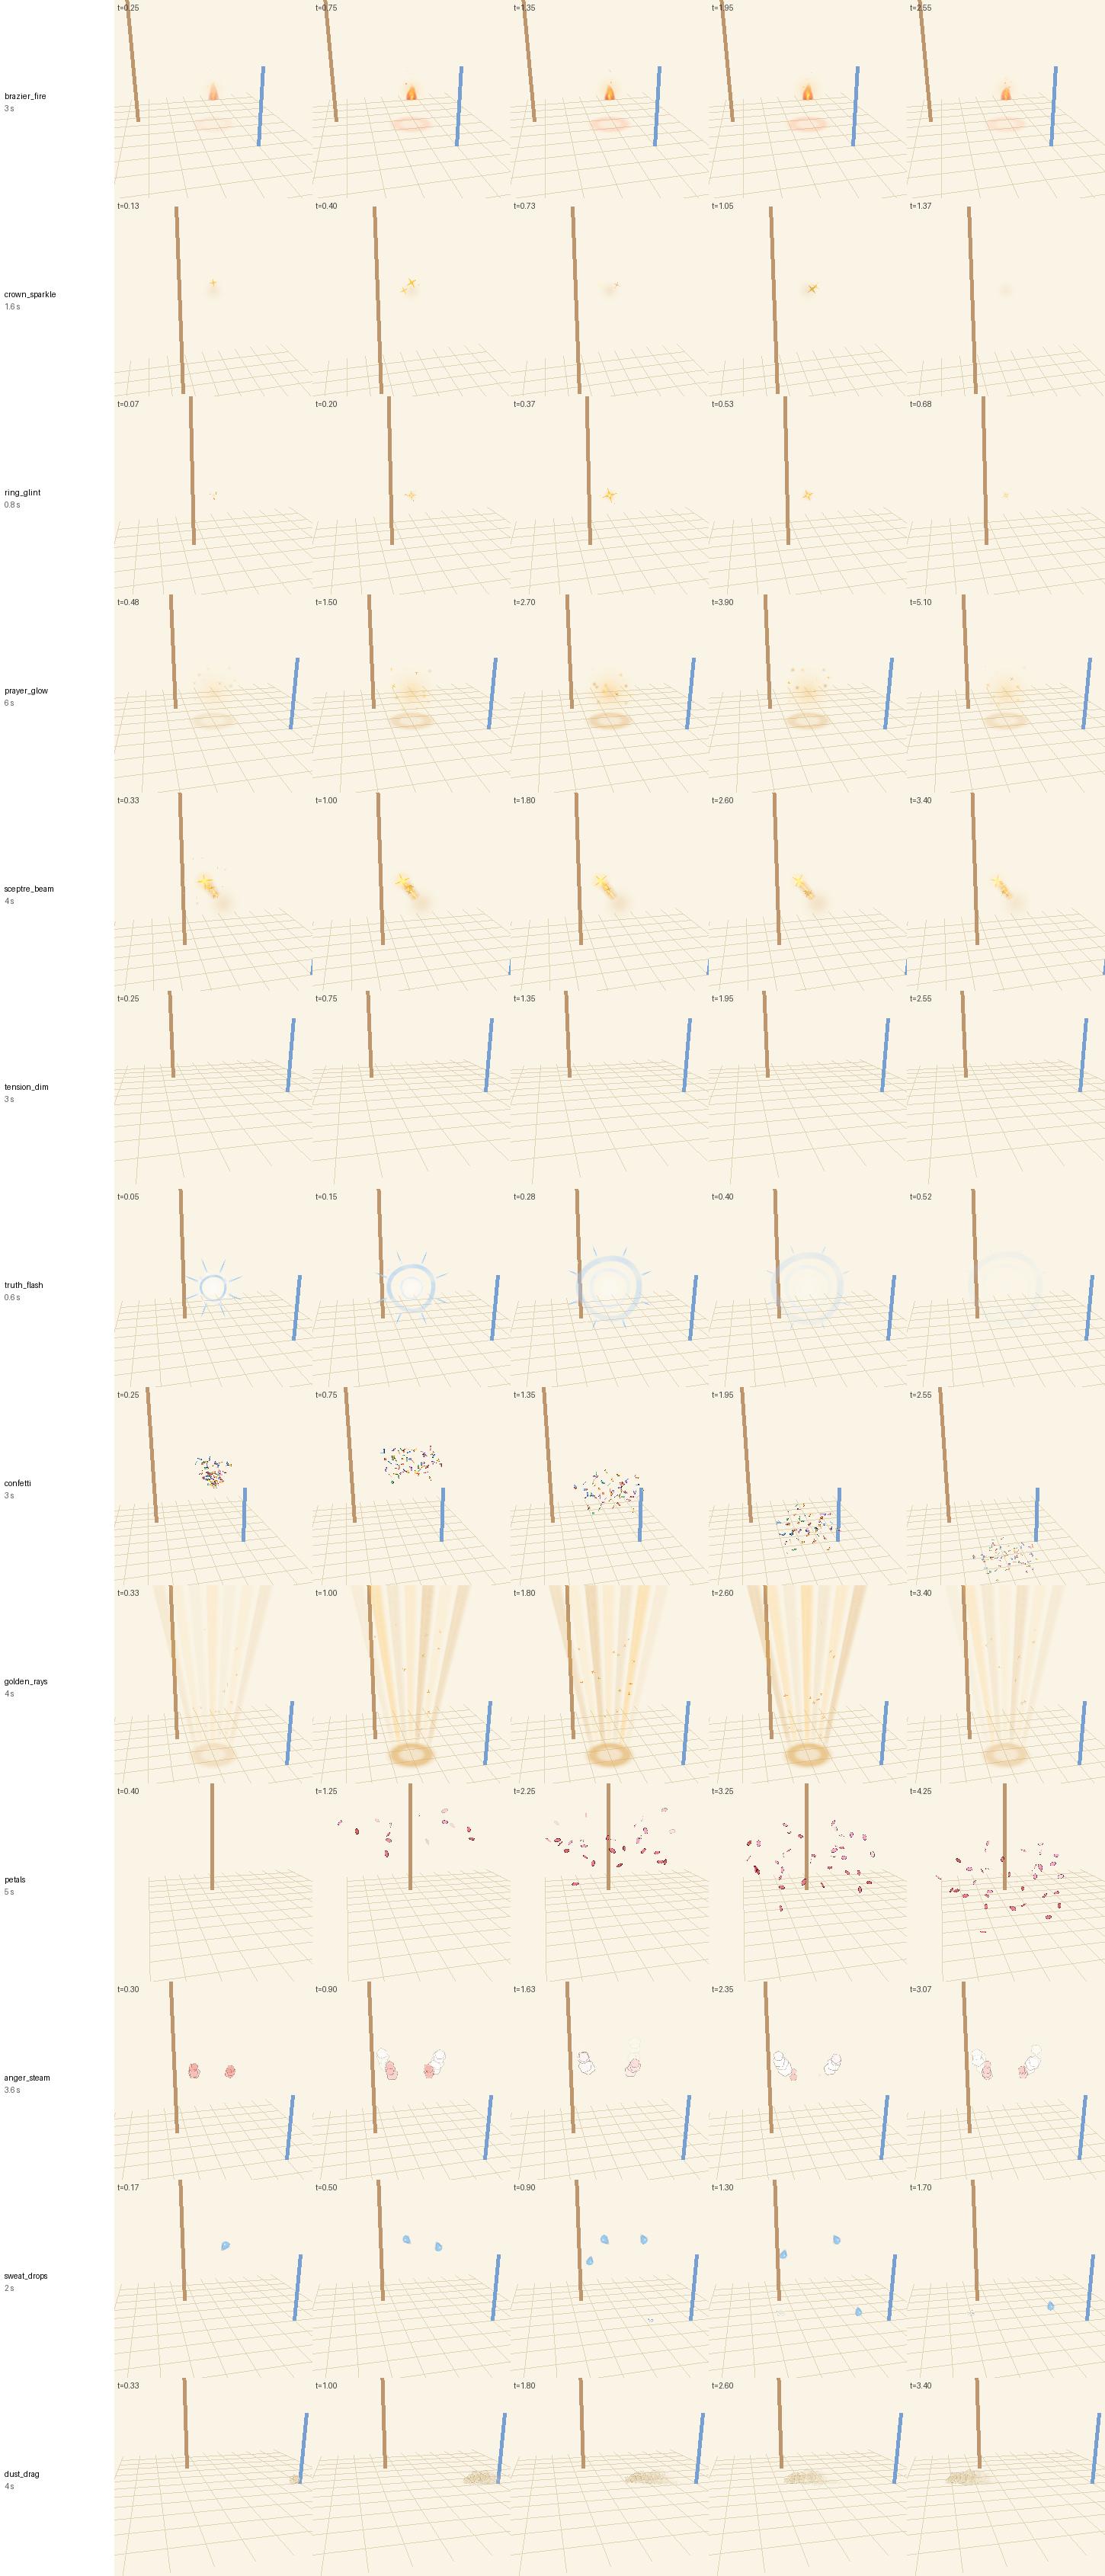 t=0.25 t=0.75 t=1.35 t=1.95 t=2.55
brazier_fire
3 s
t=0.13 t=0.40 t=0.73 t=1.05 t=1.37
crown_sparkle
1.6 s
t=0.07 t=0.20 t=0.37 t=0.53 t=0.68
ring_glint
0.8 s
t=0.48 t=1.50 t=2.70 t=3.90 t=5.10
prayer_glow
6 s
t=0.33 t=1.00 t=1.80 t=2.60 t=3.40
sceptre_beam
4 s
t=0.25 t=0.75 t=1.35 t=1.95 t=2.55
tension_dim
3 s
t=0.05 t=0.15 t=0.28 t=0.40 t=0.52
truth_flash
0.6 s
t=0.25 t=0.75 t=1.35 t=1.95 t=2.55
confetti
3 s
t=0.33 t=1.00 t=1.80 t=2.60 t=3.40
golden_rays
4 s
t=0.40 t=1.25 t=2.25 t=3.25 t=4.25
petals
5 s
t=0.30 t=0.90 t=1.63 t=2.35 t=3.07
anger_steam
3.6 s
t=0.17 t=0.50 t=0.90 t=1.30 t=1.70
sweat_drops
2 s
t=0.33 t=1.00 t=1.80 t=2.60 t=3.40
dust_drag
4 s